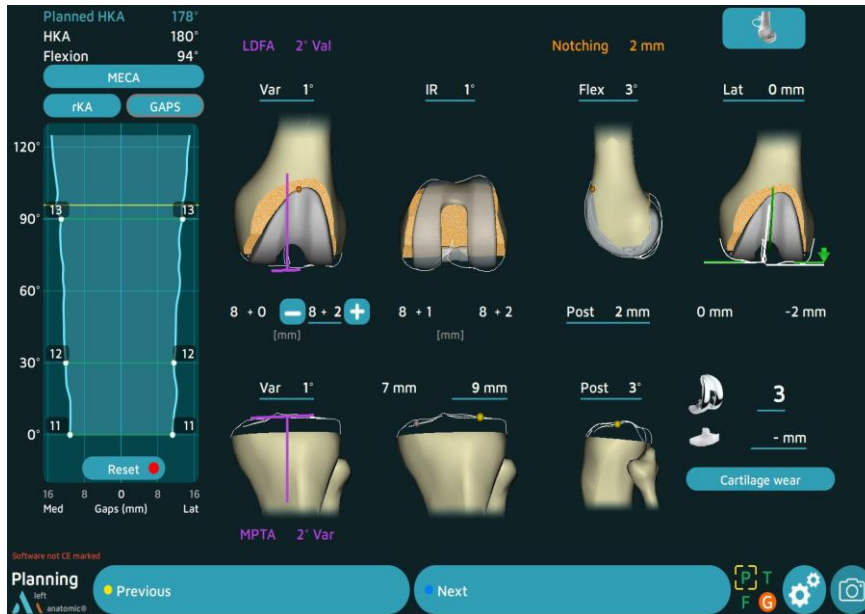 Planned HKA 178°
HKA 180°
Flexion 94°
MECA
rKA GAPS
LDFA 2° Val
Notching 2 mm
Var 1°
IR 1°
Flex 3°
Lat 0 mm
120°
90°
60°
30°
0°
13 13
12 12
11 11
Reset
16 8 0 8 16
Med Gaps (mm) Lat
8 + 0 − 8 + 2 +
[mm]
8 + 1 8 + 2
[mm]
Post 2 mm
0 mm -2 mm
Var 1°
7 mm 9 mm
Post 3°
3
- mm
Cartilage wear
MPTA 2° Var
Software not CE marked
Planning
left
anatomic®
Previous
Next
P T
F G